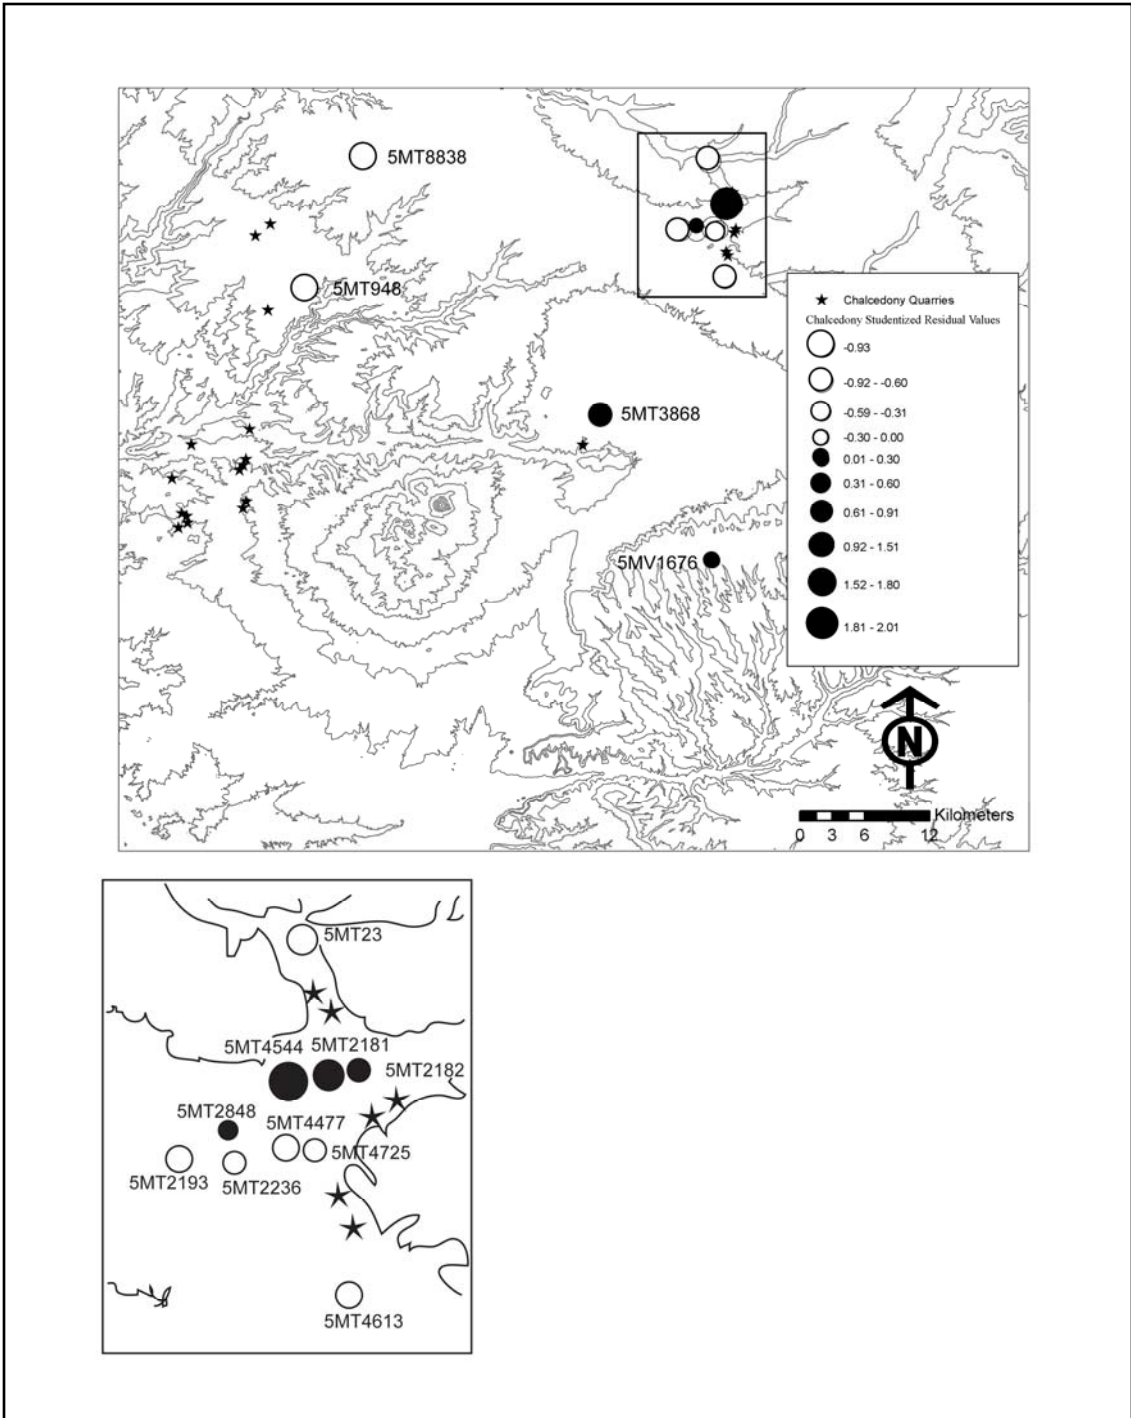 5MT8838
5MT948
5MT3868
5MV1676
Chalcedony Quarries
Chalcedony Studentized Residual Values
-0.93
-0.92 - -0.60
-0.59 - -0.31
-0.30 - 0.00
0.01 - 0.30
0.31 - 0.60
0.61 - 0.91
0.92 - 1.51
1.52 - 1.80
1.81 - 2.01
N
Kilometers
0 3 6 12
5MT23
5MT4544 5MT2181
5MT2182
5MT2848
5MT4477
5MT4725
5MT2193
5MT2236
5MT4613